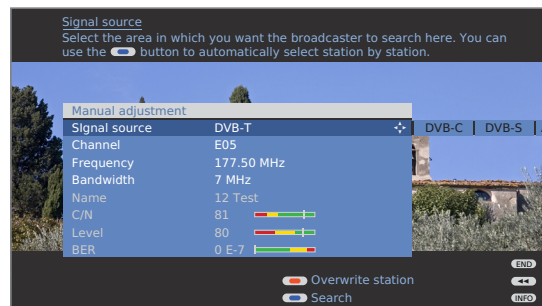 Signal source
Select the area in which you want the broadcaster to search here. You can
use the button to automatically select station by station.
Manual adjustment
SIgnal source DVB-T DVB-C DVB-S
Channel E05
Frequency 177.50 MHz
Bandwidth 7 MHz
Name 12 Test
C/N 81
Level 80
BER 0 E-7
END
Overwrite station
Search
INFO